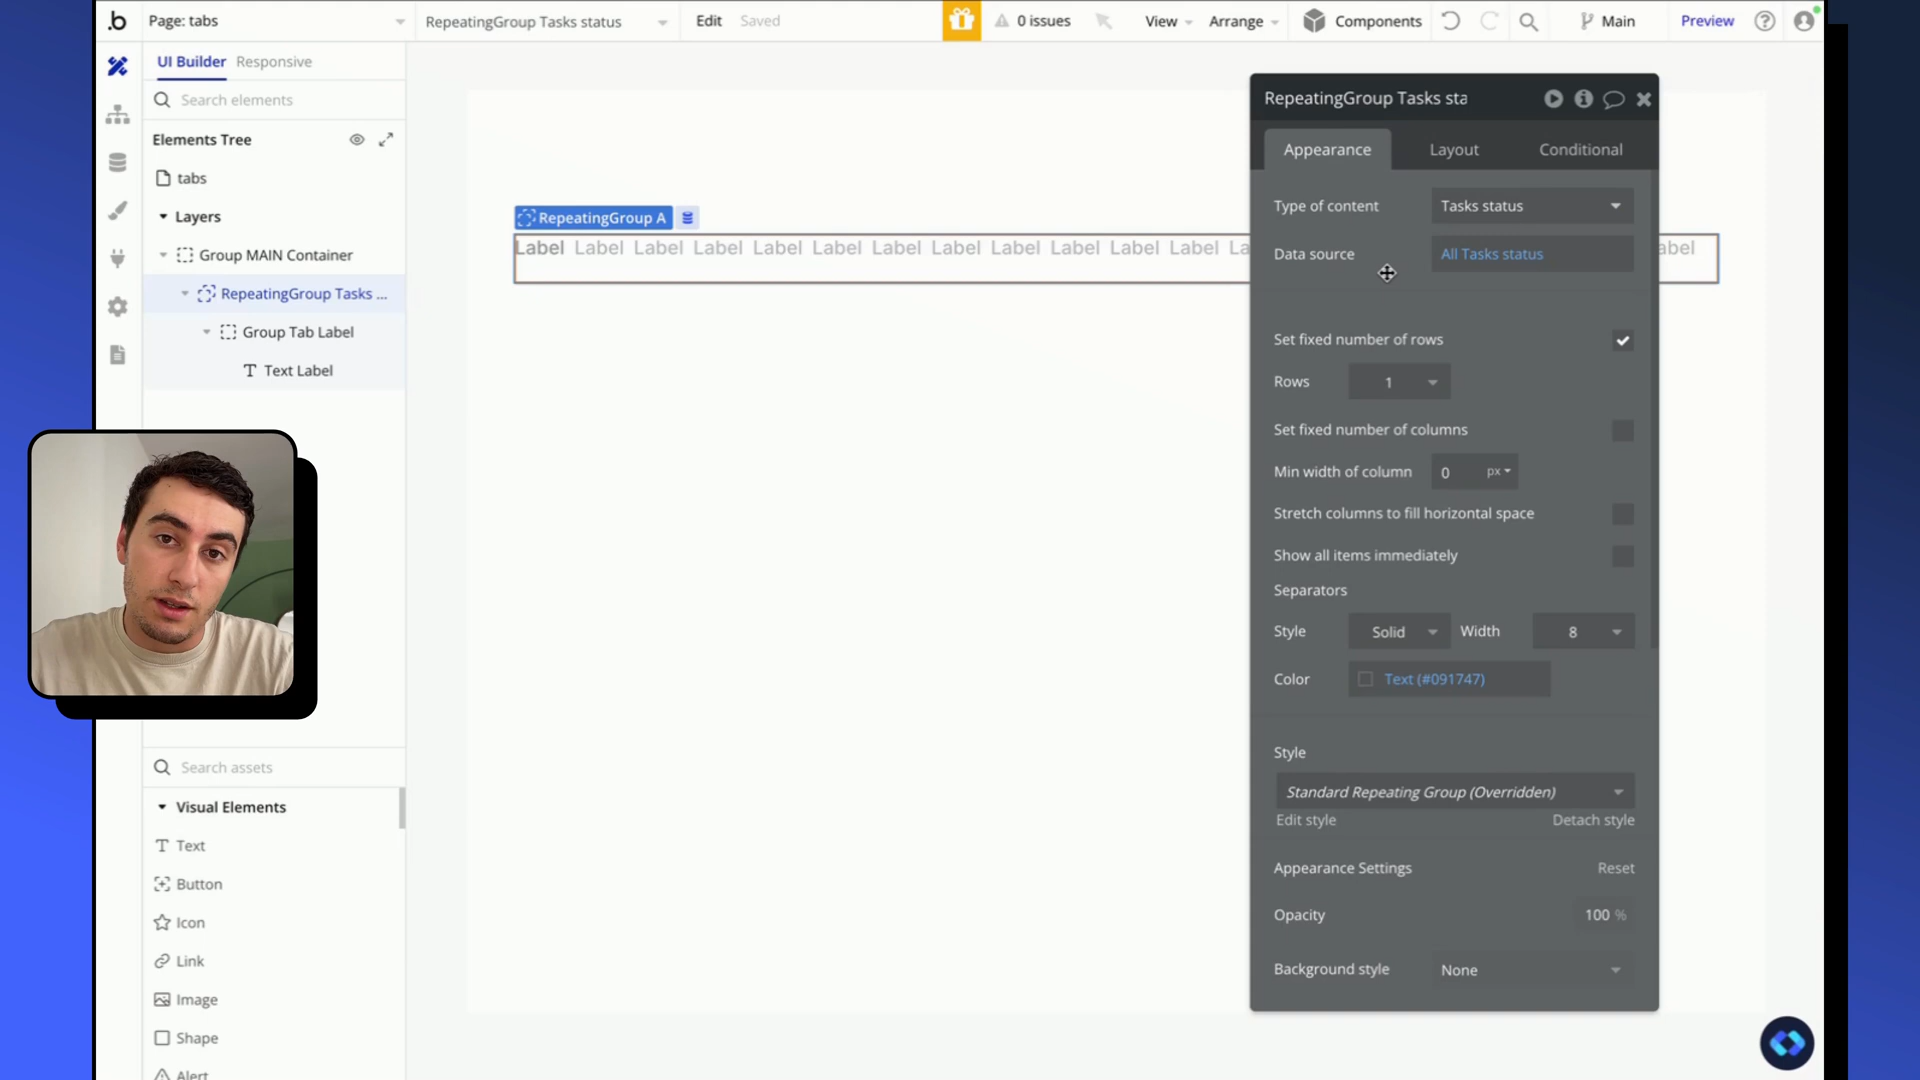 .b Page: tabs RepeatingGroup Tasks status Edit Saved 0 issues View Arrange Components Main Preview
UI Builder Responsive
Search elements
Elements Tree
tabs
Layers
Group MAIN Container
RepeatingGroup Tasks ...
Group Tab Label
Text Label
Search assets
Visual Elements
Text
Button
Icon
Link
Image
Shape
Alert
RepeatingGroup A
Label Label Label Label Label Label Label Label Label Label Label Label La
abel
RepeatingGroup Tasks sta
Appearance Layout Conditional
Type of content Tasks status
Data source All Tasks status
Set fixed number of rows
Rows 1
Set fixed number of columns
Min width of column 0 px
Stretch columns to fill horizontal space
Show all items immediately
Separators
Style Solid Width 8
Color Text (#091747)
Style
Standard Repeating Group (Overridden)
Edit style Detach style
Appearance Settings Reset
Opacity 100 %
Background style None